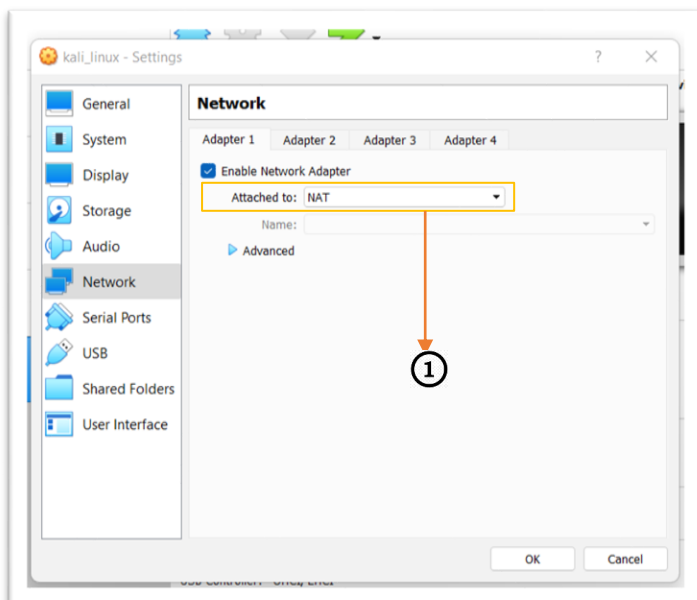 kali_linux - Settings
?
General
System
Display
Storage
Audio
Network
Serial Ports
USB
Shared Folders
User Interface
Network
Adapter 1 Adapter 2 Adapter 3 Adapter 4
Enable Network Adapter
Attached to: NAT
Name:
Advanced
1
OK Cancel